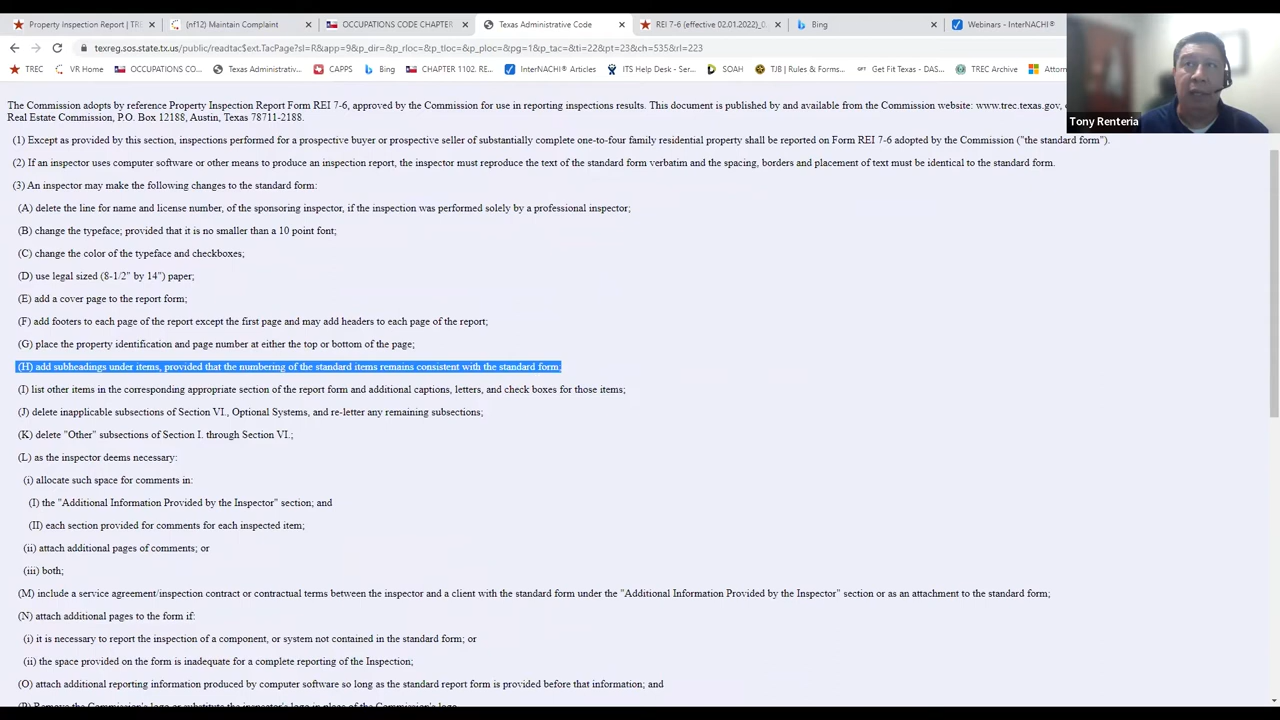 Property Inspection Report | TRE
(nf12) Maintain Complaint
OCCUPATIONS CODE CHAPTER
Texas Administrative Code
REI 7-6 (effective 02.01.2022)_0
Bing
Webinars - InterNACHI®
texreg.sos.state.tx.us/public/readtac$ext.TacPage?sl=R&app=9&p_dir=&p_rloc=&p_tloc=&p_ploc=&pg=1&p_tac=&ti=22&pt=23&ch=535&rl=223
TREC
VR Home
OCCUPATIONS CO...
Texas Administrativ...
CAPPS
Bing
CHAPTER 1102. RE...
InterNACHI® Articles
ITS Help Desk - Ser...
SOAH
TJB | Rules & Forms...
Get Fit Texas - DAS...
TREC Archive
Attorn
Tony Renteria
The Commission adopts by reference Property Inspection Report Form REI 7-6, approved by the Commission for use in reporting inspections results. This document is published by and available from the Commission website: www.trec.texas.gov,
Real Estate Commission, P.O. Box 12188, Austin, Texas 78711-2188.
(1) Except as provided by this section, inspections performed for a prospective buyer or prospective seller of substantially complete one-to-four family residential property shall be reported on Form REI 7-6 adopted by the Commission ("the standard form").
(2) If an inspector uses computer software or other means to produce an inspection report, the inspector must reproduce the text of the standard form verbatim and the spacing, borders and placement of text must be identical to the standard form.
(3) An inspector may make the following changes to the standard form:
(A) delete the line for name and license number, of the sponsoring inspector, if the inspection was performed solely by a professional inspector;
(B) change the typeface; provided that it is no smaller than a 10 point font;
(C) change the color of the typeface and checkboxes;
(D) use legal sized (8-1/2" by 14") paper;
(E) add a cover page to the report form;
(F) add footers to each page of the report except the first page and may add headers to each page of the report;
(G) place the property identification and page number at either the top or bottom of the page;
(H) add subheadings under items, provided that the numbering of the standard items remains consistent with the standard form;
(I) list other items in the corresponding appropriate section of the report form and additional captions, letters, and check boxes for those items;
(J) delete inapplicable subsections of Section VI., Optional Systems, and re-letter any remaining subsections;
(K) delete "Other" subsections of Section I. through Section VI.;
(L) as the inspector deems necessary:
(i) allocate such space for comments in:
(I) the "Additional Information Provided by the Inspector" section; and
(II) each section provided for comments for each inspected item;
(ii) attach additional pages of comments; or
(iii) both;
(M) include a service agreement/inspection contract or contractual terms between the inspector and a client with the standard form under the "Additional Information Provided by the Inspector" section or as an attachment to the standard form;
(N) attach additional pages to the form if:
(i) it is necessary to report the inspection of a component, or system not contained in the standard form; or
(ii) the space provided on the form is inadequate for a complete reporting of the Inspection;
(O) attach additional reporting information produced by computer software so long as the standard report form is provided before that information; and
(P) Remove the Commission's logo or substitute the inspector's logo in place of the Commission's logo